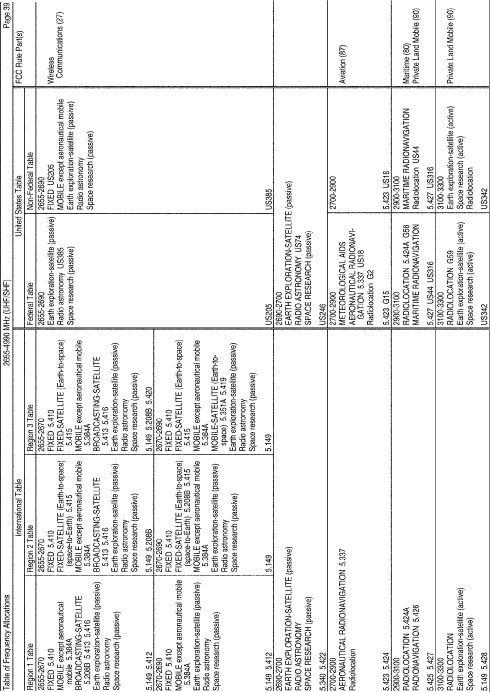 Table of Frequency Allocations
2655-4990 MHz (UHF/SHF)
Page 39
International Table
United States Table
FCC Rule Part(s)
Region 1 Table
Region 2 Table
Region 3 Table
Federal Table
Non-Federal Table
2655-2670
FIXED 5.410
MOBILE except aeronautical
mobile 5.384A
BROADCASTING-SATELLITE
5.208B 5.413 5.416
Earth exploration-satellite (passive)
Radio astronomy
Space research (passive)
5.149 5.412
2655-2670
FIXED 5.410
FIXED-SATELLITE (Earth-to-space)
(space-to-Earth) 5.415
MOBILE except aeronautical mobile
5.384A
BROADCASTING-SATELLITE
5.413 5.416
Earth exploration-satellite (passive)
Radio astronomy
Space research (passive)
5.149 5.208B
2655-2670
FIXED 5.410
FIXED-SATELLITE (Earth-to-space)
5.415
MOBILE except aeronautical mobile
5.384A
BROADCASTING-SATELLITE
5.413 5.416
Earth exploration-satellite (passive)
Radio astronomy
Space research (passive)
5.149 5.208B 5.420
2655-2690
Earth exploration-satellite (passive)
Radio astronomy US385
Space research (passive)
US205
2655-2690
FIXED US205
MOBILE except aeronautical mobile
Earth exploration-satellite (passive)
Radio astronomy
Space research (passive)
US385
Wireless
Communications (27)
2670-2690
FIXED 5.410
MOBILE except aeronautical mobile
5.384A
Earth exploration-satellite (passive)
Radio astronomy
Space research (passive)
5.149 5.412
2670-2690
FIXED 5.410
FIXED-SATELLITE (Earth-to-space)
(space-to-Earth) 5.208B 5.415
MOBILE except aeronautical mobile
5.384A
Earth exploration-satellite (passive)
Radio astronomy
Space research (passive)
5.149
2670-2690
FIXED 5.410
FIXED-SATELLITE (Earth-to-space)
5.415
MOBILE except aeronautical mobile
5.384A
MOBILE-SATELLITE (Earth-to-
space) 5.351A 5.419
Earth exploration-satellite (passive)
Radio astronomy
Space research (passive)
5.149
2690-2700
EARTH EXPLORATION-SATELLITE (passive)
RADIO ASTRONOMY
SPACE RESEARCH (passive)
5.340 5.422
2690-2700
EARTH EXPLORATION-SATELLITE (passive)
RADIO ASTRONOMY US74
SPACE RESEARCH (passive)
US246
2700-2900
AERONAUTICAL RADIONAVIGATION 5.337
Radiolocation
5.423 5.424
2700-2900
METEOROLOGICAL AIDS
AERONAUTICAL RADIONAVI-
GATION 5.337 US18
Radiolocation G2
5.423 G15
2700-2900
5.423 US18
Aviation (87)
2900-3100
RADIOLOCATION 5.424A
RADIONAVIGATION 5.426
5.425 5.427
2900-3100
RADIOLOCATION 5.424A G56
MARITIME RADIONAVIGATION
5.427 US44 US316
2900-3100
MARITIME RADIONAVIGATION
Radiolocation US44
5.427 US316
Maritime (80)
Private Land Mobile (90)
3100-3300
RADIOLOCATION
Earth exploration-satellite (active)
Space research (active)
5.149 5.428
3100-3300
RADIOLOCATION G59
Earth exploration-satellite (active)
Space research (active)
US342
3100-3300
Earth exploration-satellite (active)
Space research (active)
Radiolocation
US342
Private Land Mobile (90)